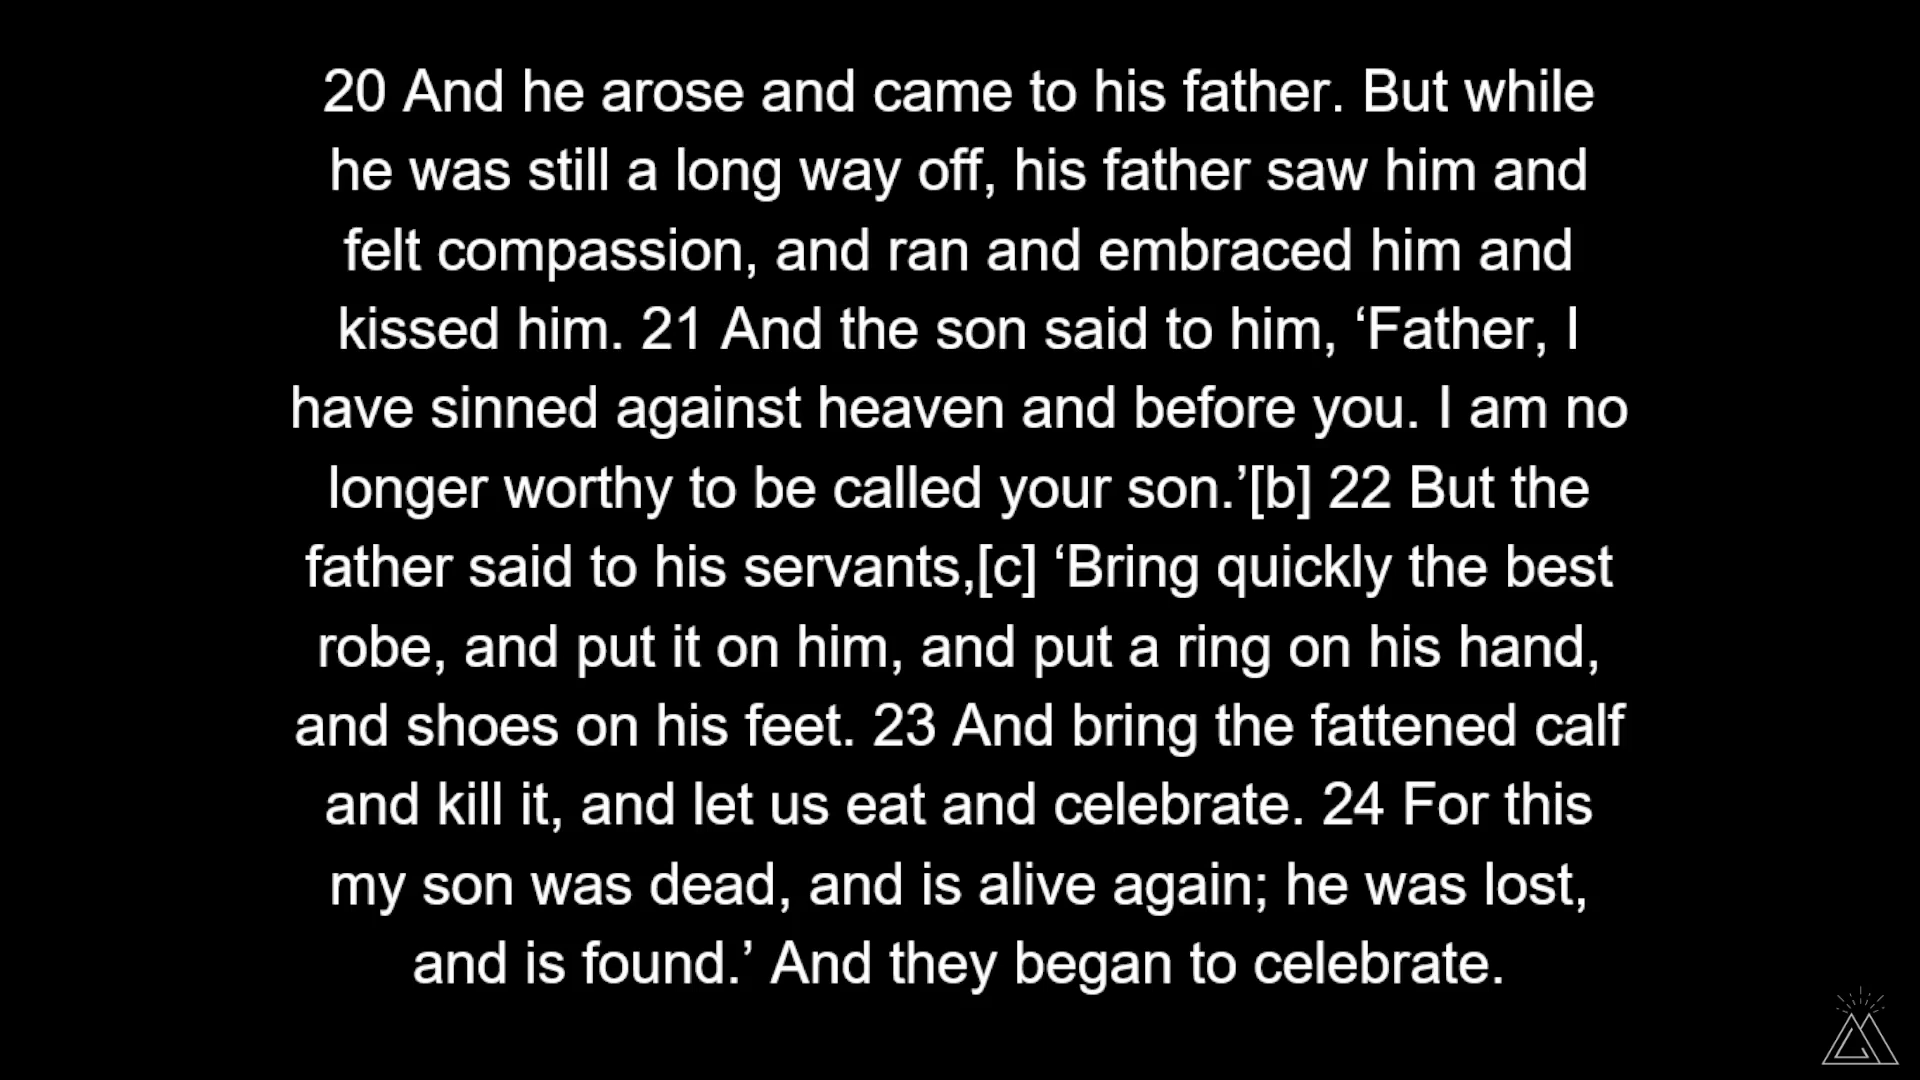 20 And he arose and came to his father. But while
he was still a long way off, his father saw him and
felt compassion, and ran and embraced him and
kissed him. 21 And the son said to him, ‘Father, I
have sinned against heaven and before you. I am no
longer worthy to be called your son.’[b] 22 But the
father said to his servants,[c] ‘Bring quickly the best
robe, and put it on him, and put a ring on his hand,
and shoes on his feet. 23 And bring the fattened calf
and kill it, and let us eat and celebrate. 24 For this
my son was dead, and is alive again; he was lost,
and is found.’ And they began to celebrate.